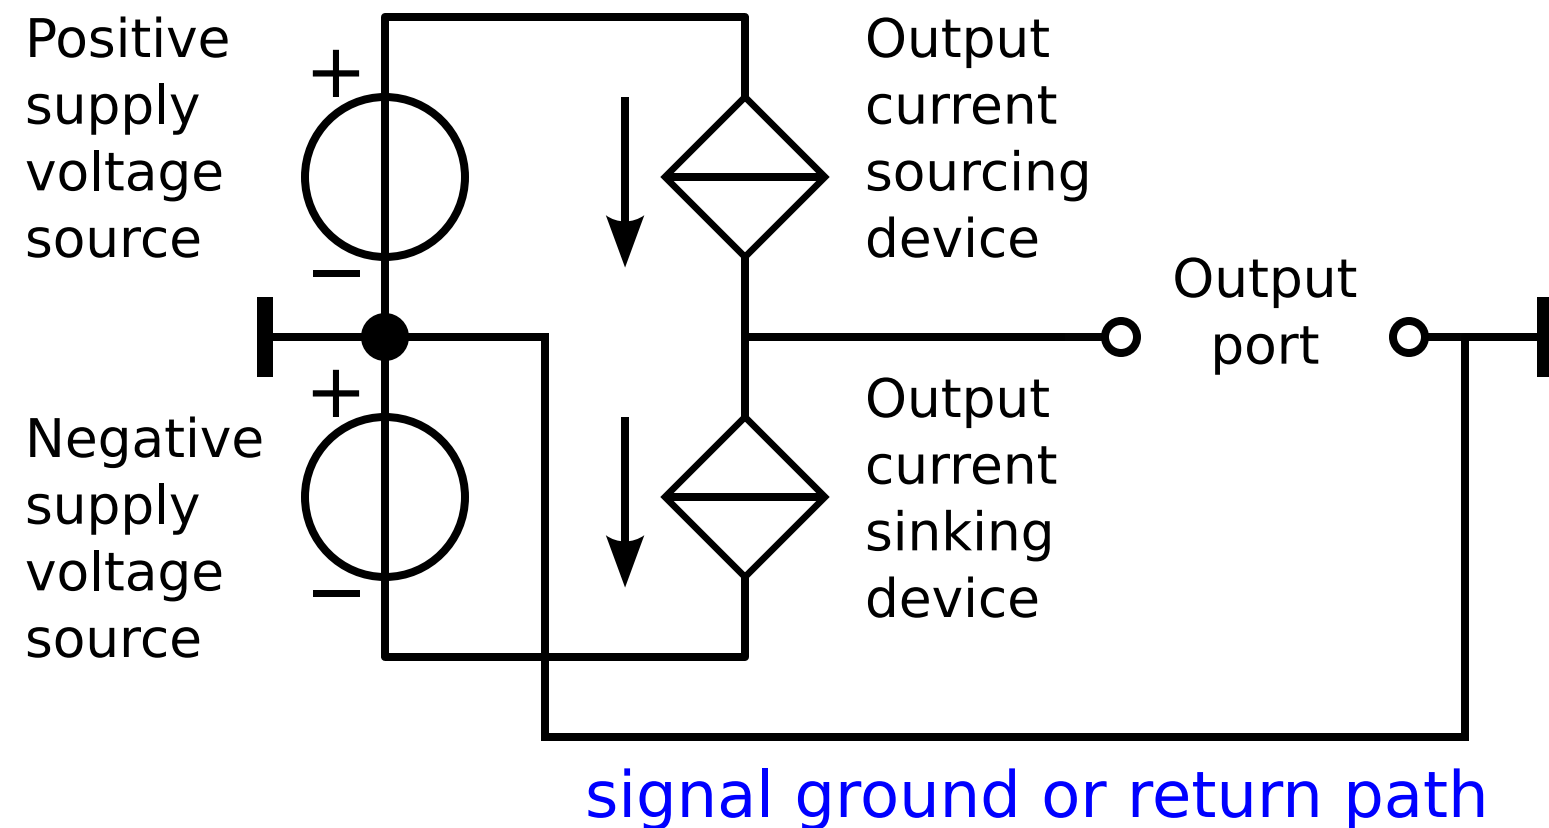 Positive
supply
voltage
source
+
−
Output
current
sourcing
device
Output
port
Negative
supply
voltage
source
+
−
Output
current
sinking
device
signal ground or return path